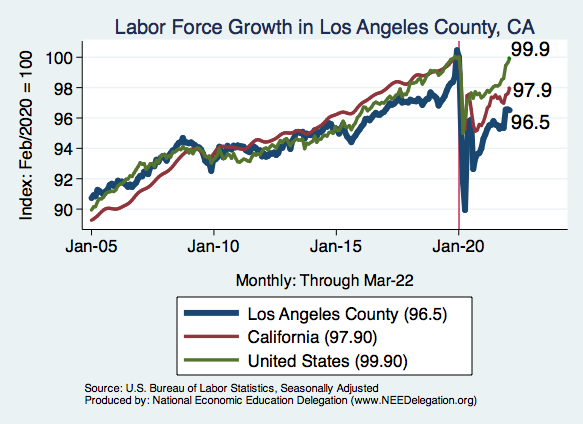 Labor Force Growth in Los Angeles County, CA
Index: Feb/2020 = 100
100
98
96
94
92
90
99.9
97.9
96.5
Jan-05 Jan-10 Jan-15 Jan-20
Monthly: Through Mar-22
Los Angeles County (96.5)
California (97.90)
United States (99.90)
Source: U.S. Bureau of Labor Statistics, Seasonally Adjusted
Produced by: National Economic Education Delegation (www.NEEDelegation.org)